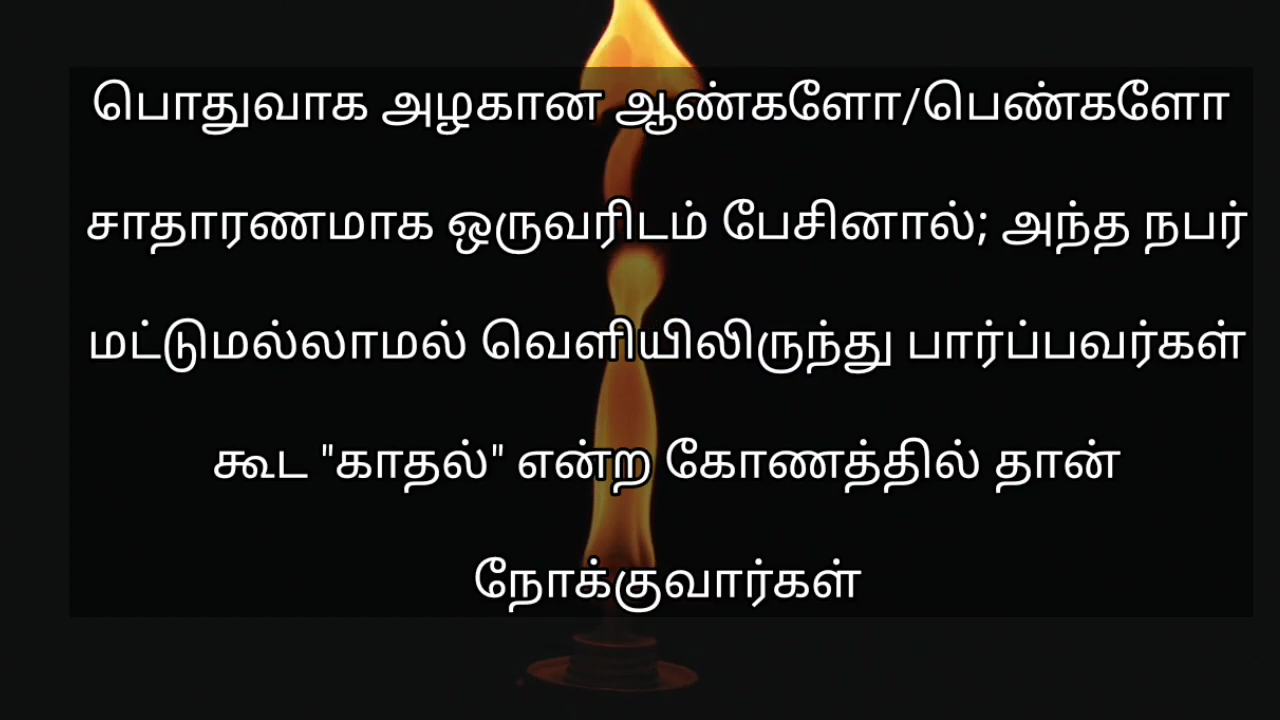 பொதுவாக அழகான ஆண்களோ/பெண்களோ
சாதாரணமாக ஒருவரிடம் பேசினால்; அந்த நபர்
மட்டுமல்லாமல் வெளியிலிருந்து பார்ப்பவர்கள்
கூட "காதல்" என்ற கோணத்தில் தான்
நோக்குவார்கள்